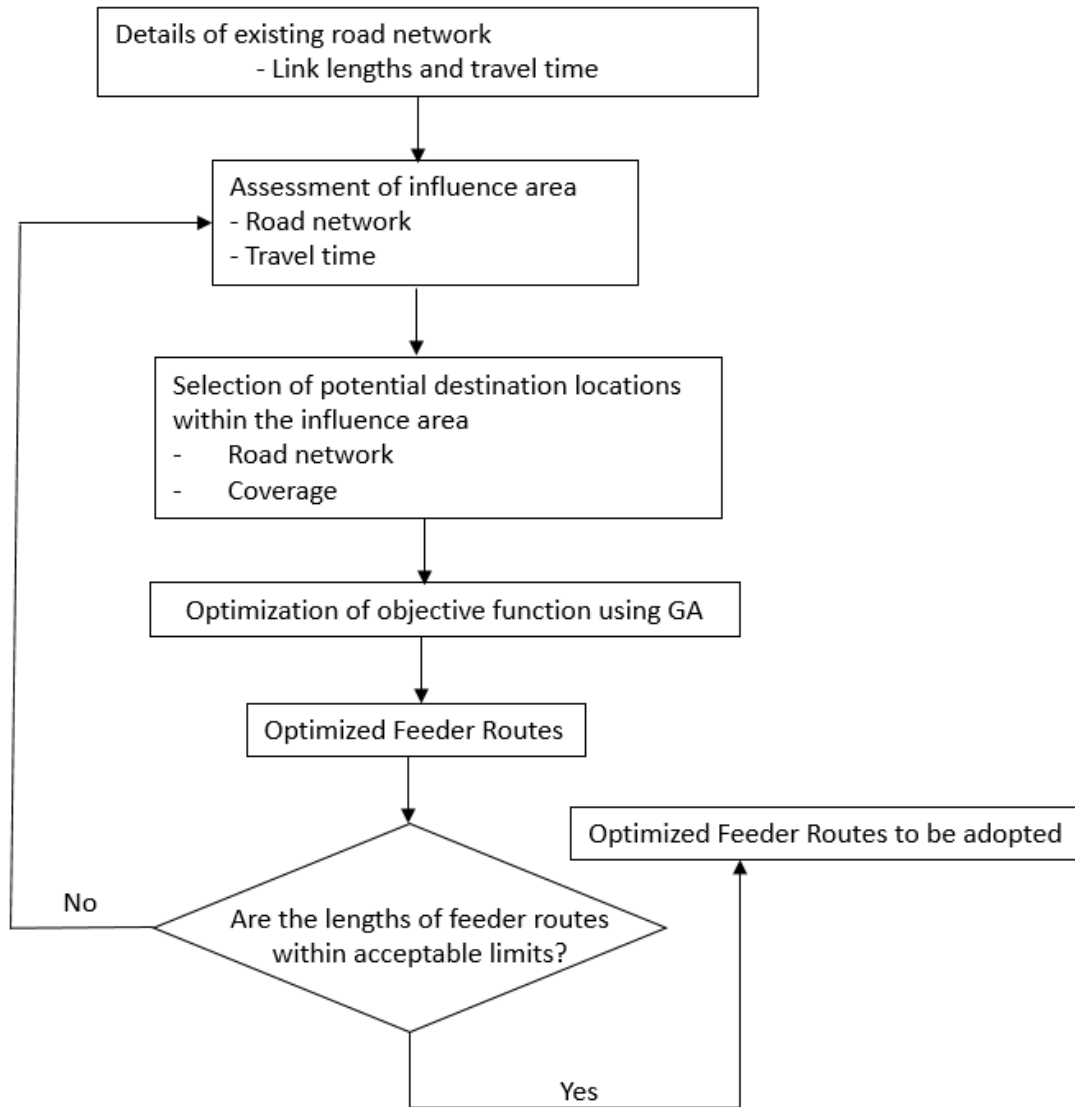 Details of existing road network
- Link lengths and travel time
Assessment of influence area
- Road network
- Travel time
Selection of potential destination locations
within the influence area
- Road network
- Coverage
Optimization of objective function using GA
Optimized Feeder Routes
Optimized Feeder Routes to be adopted
No
Are the lengths of feeder routes
within acceptable limits?
Yes